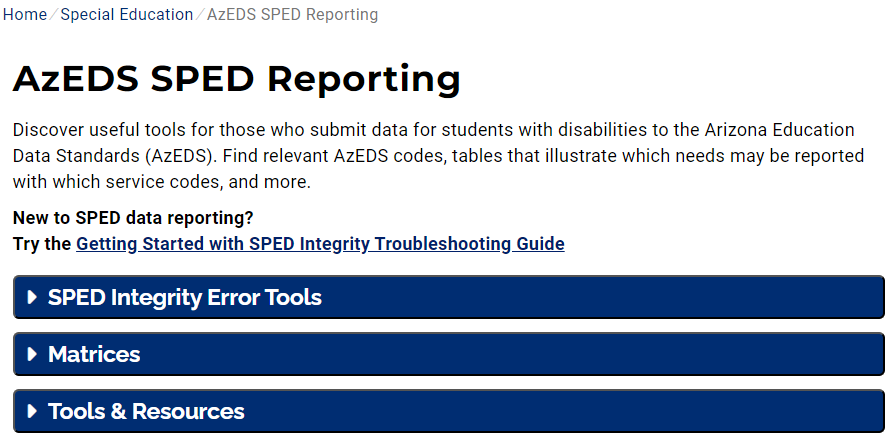 Home / Special Education / AzEDS SPED Reporting
AzEDS SPED Reporting
Discover useful tools for those who submit data for students with disabilities to the Arizona Education
Data Standards (AzEDS). Find relevant AzEDS codes, tables that illustrate which needs may be reported
with which service codes, and more.
New to SPED data reporting?
Try the Getting Started with SPED Integrity Troubleshooting Guide
SPED Integrity Error Tools
Matrices
Tools & Resources